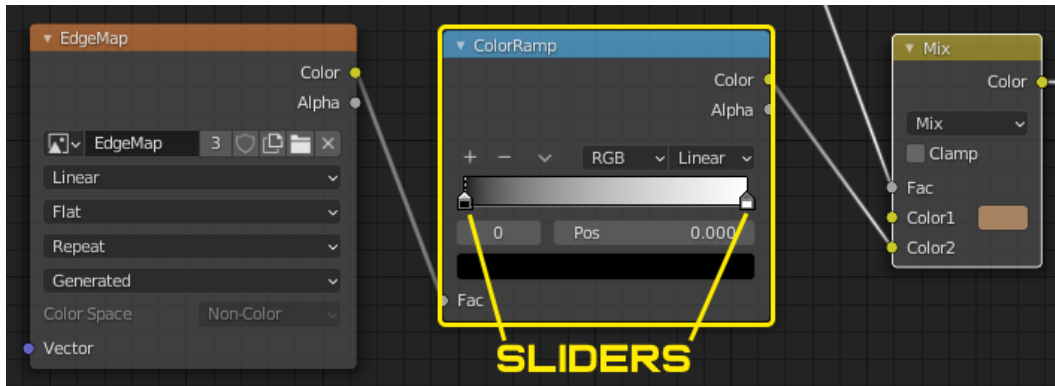 EdgeMap
Color
Alpha
EdgeMap 3
Linear
Flat
Repeat
Generated
Color Space Non-Color
Vector
ColorRamp
Color
Alpha
+ − RGB Linear
0 Pos 0.000
Fac
SLIDERS
Mix
Color
Mix
Clamp
Fac
Color1
Color2